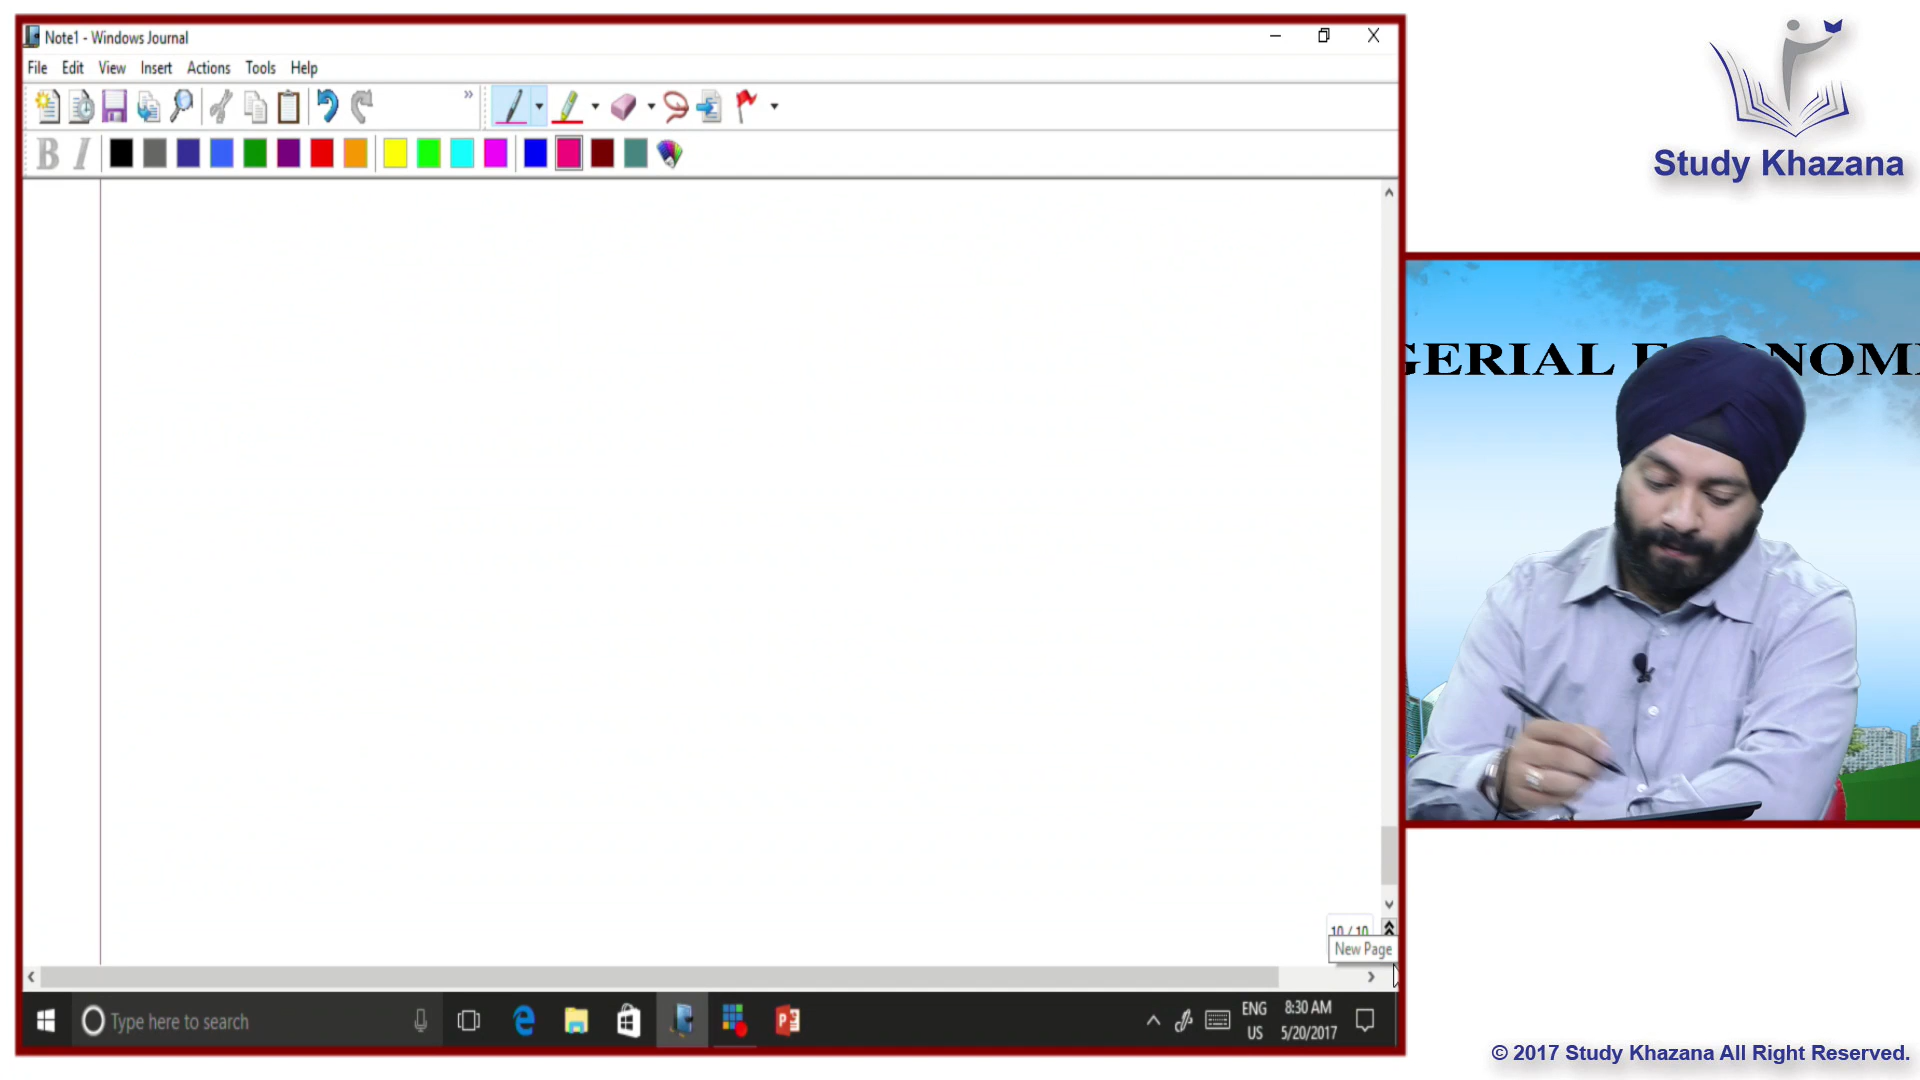 Note1 - Windows Journal
File Edit View Insert Actions Tools Help
B I
Study Khazana
GERIAL E NOMI
10 / 10
New Page
Type here to search
ENG
US
8:30 AM
5/20/2017
© 2017 Study Khazana All Right Reserved.